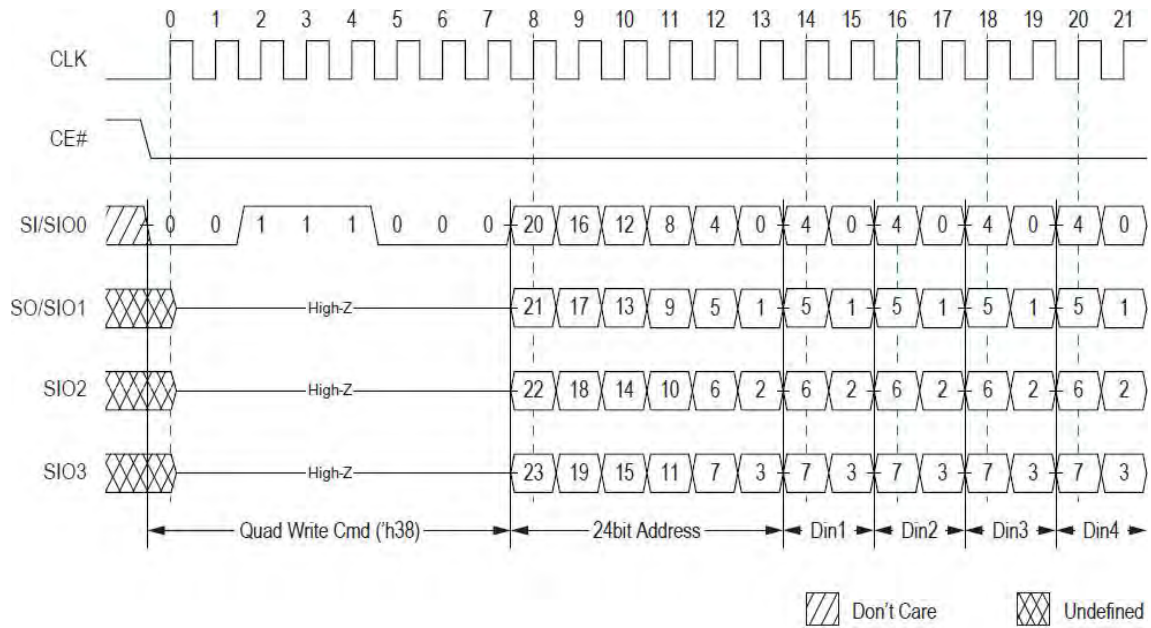 0 1 2 3 4 5 6 7 8 9 10 11 12 13 14 15 16 17 18 19 20 21
CLK
CE#
SI/SIO0 0 0 1 1 1 0 0 0 20 16 12 8 4 0 4 0 4 0 4 0 4 0
SO/SIO1 High-Z 21 17 13 9 5 1 5 1 5 1 5 1 5 1
SIO2 High-Z 22 18 14 10 6 2 6 2 6 2 6 2 6 2
SIO3 High-Z 23 19 15 11 7 3 7 3 7 3 7 3 7 3
Quad Write Cmd ('h38) 24bit Address Din1 Din2 Din3 Din4
Don't Care Undefined